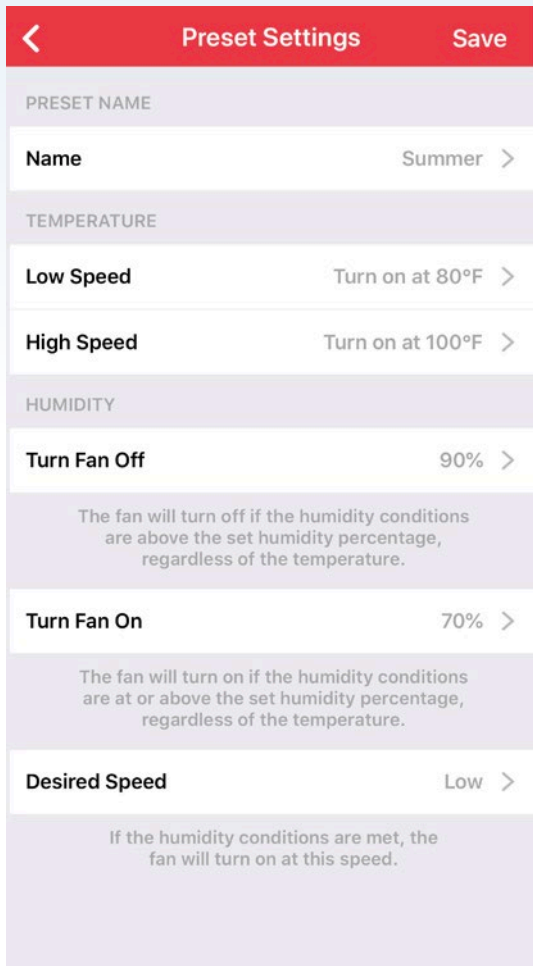 Preset Settings Save
PRESET NAME
Name Summer
TEMPERATURE
Low Speed Turn on at 80°F
High Speed Turn on at 100°F
HUMIDITY
Turn Fan Off 90%
The fan will turn off if the humidity conditions
are above the set humidity percentage,
regardless of the temperature.
Turn Fan On 70%
The fan will turn on if the humidity conditions
are at or above the set humidity percentage,
regardless of the temperature.
Desired Speed Low
If the humidity conditions are met, the
fan will turn on at this speed.